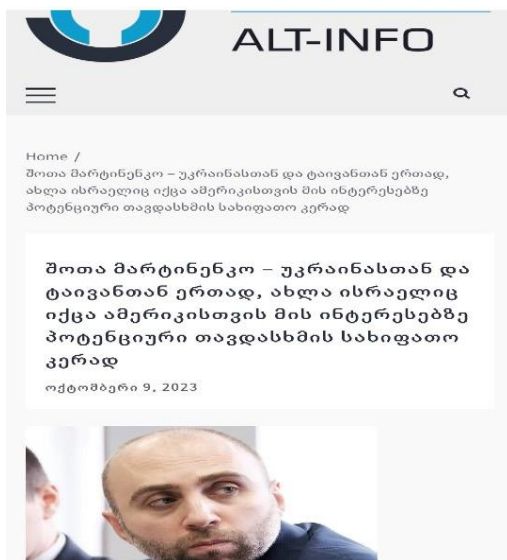 ALT-INFO
Home /
შოთა მარტინენკო – უკრაინასთან და ტაივანთან ერთად,
ახლა ისრაელიც იქცა ამერიკისთვის მის ინტერესებზე
პოტენციური თავდასხმის სახიფათო კერად
შოთა მარტინენკო – უკრაინასთან და
ტაივანთან ერთად, ახლა ისრაელიც
იქცა ამერიკისთვის მის ინტერესებზე
პოტენციური თავდასხმის სახიფათო
კერად
ოქტომბერი 9, 2023